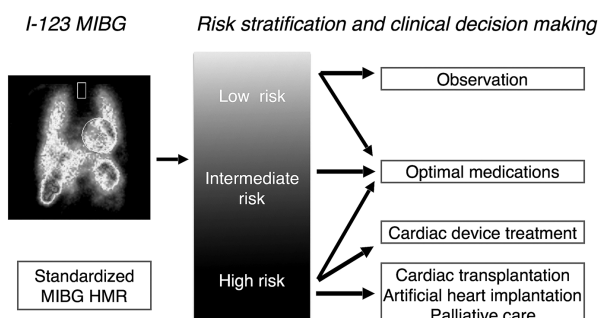 I-123 MIBG
Risk stratification and clinical decision making
Low risk
Observation
Intermediate
risk
Optimal medications
Cardiac device treatment
High risk
Standardized
MIBG HMR
Cardiac transplantation
Artificial heart implantation
Palliative care